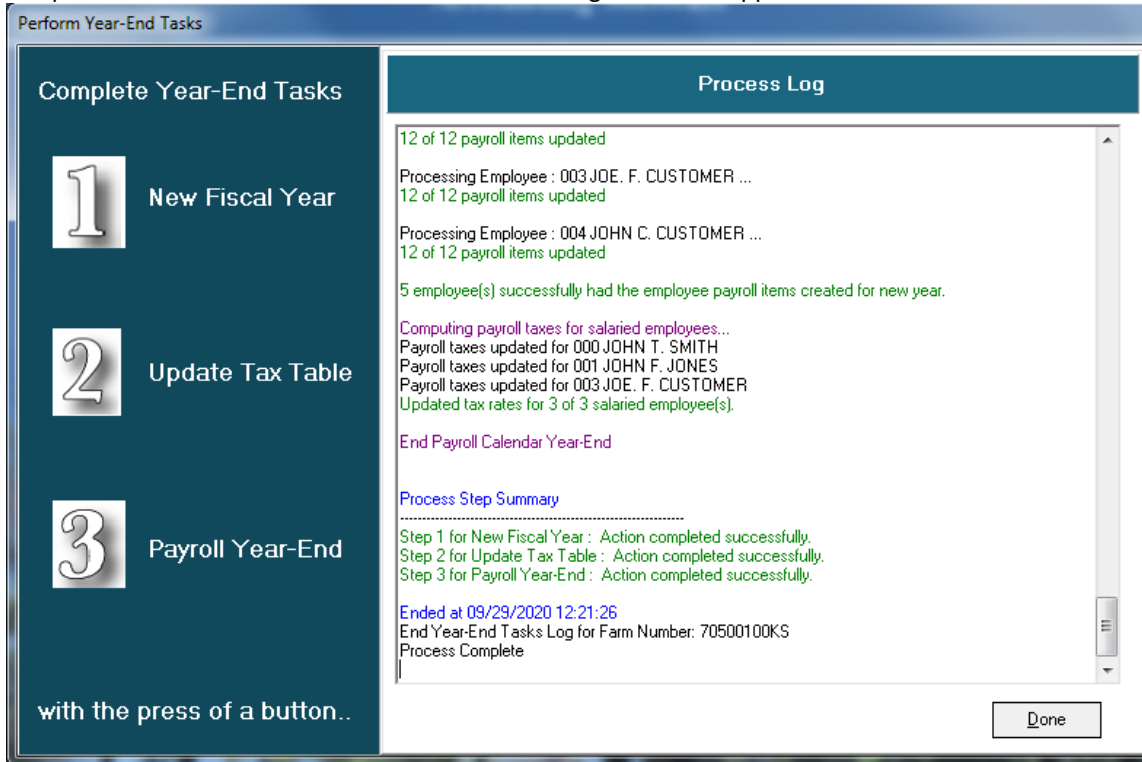 Perform Year-End Tasks
Complete Year-End Tasks
1
New Fiscal Year
2
Update Tax Table
3
Payroll Year-End
with the press of a button..
Process Log
12 of 12 payroll items updated
Processing Employee : 003 JOE. F. CUSTOMER ...
12 of 12 payroll items updated
Processing Employee : 004 JOHN C. CUSTOMER ...
12 of 12 payroll items updated
5 employee(s) successfully had the employee payroll items created for new year.
Computing payroll taxes for salaried employees...
Payroll taxes updated for 000 JOHN T. SMITH
Payroll taxes updated for 001 JOHN F. JONES
Payroll taxes updated for 003 JOE. F. CUSTOMER
Updated tax rates for 3 of 3 salaried employee(s).
End Payroll Calendar Year-End
Process Step Summary
----------------------------------------------------------------
Step 1 for New Fiscal Year :  Action completed successfully.
Step 2 for Update Tax Table :  Action completed successfully.
Step 3 for Payroll Year-End :  Action completed successfully.
Ended at 09/29/2020 12:21:26
End Year-End Tasks Log for Farm Number: 70500100KS
Process Complete
Done